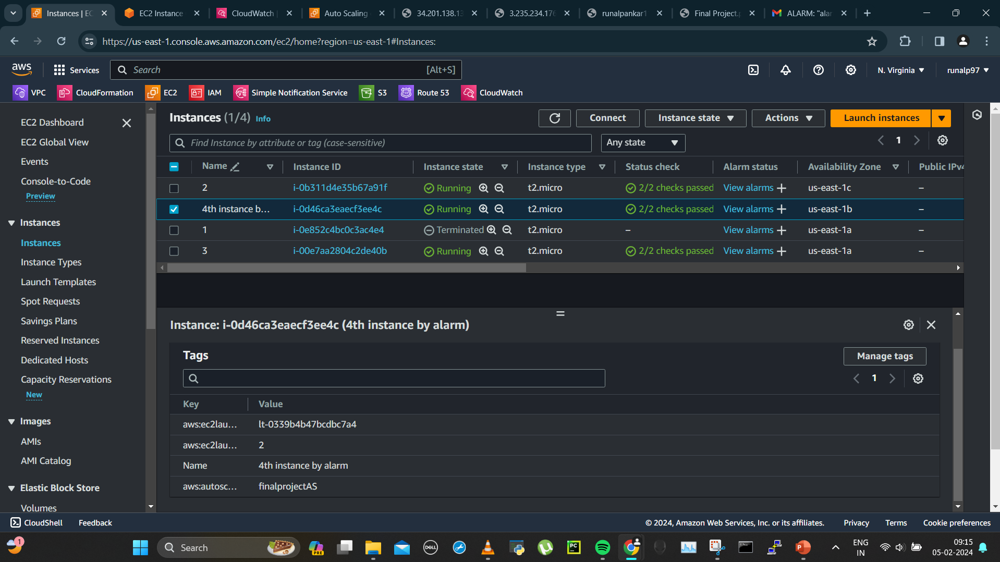 Instances | EC
EC2 Instance
CloudWatch |
Auto Scaling
34.201.138.13
3.235.234.176
runalpankar1
Final Project.p
ALARM: "alar
https://us-east-1.console.aws.amazon.com/ec2/home?region=us-east-1#Instances:
aws
Services
Search
[Alt+S]
N. Virginia
runalp97
VPC
CloudFormation
EC2
IAM
Simple Notification Service
S3
Route 53
CloudWatch
EC2 Dashboard
EC2 Global View
Events
Console-to-Code
Preview
Instances
Instances
Instance Types
Launch Templates
Spot Requests
Savings Plans
Reserved Instances
Dedicated Hosts
Capacity Reservations
New
Images
AMIs
AMI Catalog
Elastic Block Store
Volumes
Instances (1/4) Info
Connect
Instance state
Actions
Launch instances
Find Instance by attribute or tag (case-sensitive)
Any state
1
Name Instance ID Instance state Instance type Status check Alarm status Availability Zone Public IPv4
2 i-0b311d4e35b67a91f Running t2.micro 2/2 checks passed View alarms + us-east-1c –
4th instance b... i-0d46ca3eaecf3ee4c Running t2.micro 2/2 checks passed View alarms + us-east-1b –
1 i-0e852c4bc0c3ac4e4 Terminated t2.micro – View alarms + us-east-1a –
3 i-00e7aa2804c2de40b Running t2.micro 2/2 checks passed View alarms + us-east-1a –
Instance: i-0d46ca3eaecf3ee4c (4th instance by alarm)
Tags
Manage tags
1
Key Value
aws:ec2lau... lt-0339b4b47bcdbc7a4
aws:ec2lau... 2
Name 4th instance by alarm
aws:autosc... finalprojectAS
CloudShell
Feedback
© 2024, Amazon Web Services, Inc. or its affiliates.
Privacy
Terms
Cookie preferences
1
Search
PRE
DELL
PC
ENG
IN
09:15
05-02-2024